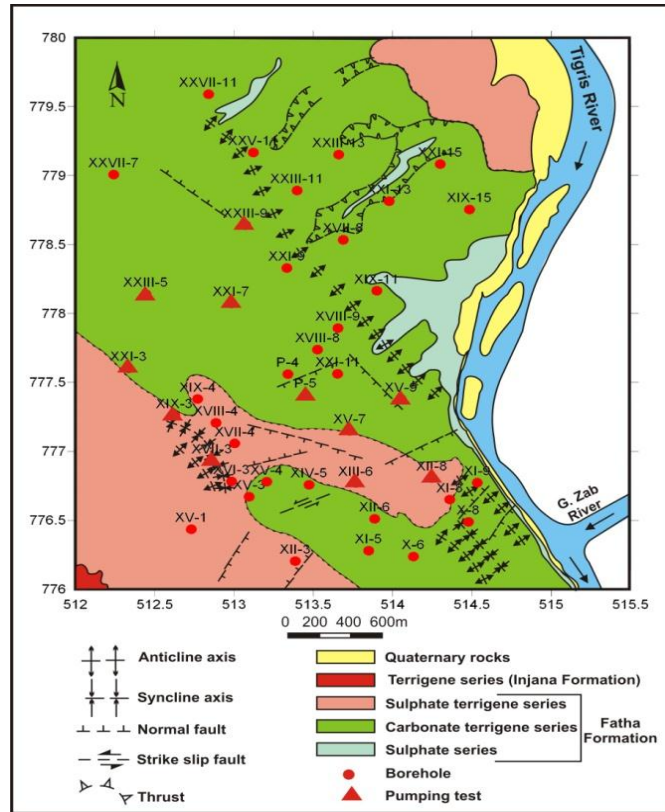 780
779.5
779
778.5
778
777.5
777
776.5
776
N
Tigris River
XXVII-11
XXV-11
XXIII-13
XXI-15
XXVII-7
XXIII-11
XXI-13
XIX-15
XXIII-9
XVII-8
XXI-9
XIX-11
XXIII-5
XXI-7
XVIII-9
XVIII-8
XXI-3
P-4
XXI-11
XIX-4
P-5
XV-9
XIX-3
XVIII-4
XV-7
XVII-4
XVII-3
XVI-3
XV-4
XIV-5
XIII-6
XII-8
XI-9
XV-3
XI-8
G. Zab
River
XV-1
XII-6
X-8
XII-3
XI-5
X-6
512
512.5
513
513.5
514
514.5
515
515.5
0 200 400 600m
Anticline axis
Syncline axis
Normal fault
Strike slip fault
Thrust
Quaternary rocks
Terrigene series (Injana Formation)
Sulphate terrigene series
Carbonate terrigene series
Sulphate series
Fatha
Formation
Borehole
Pumping test